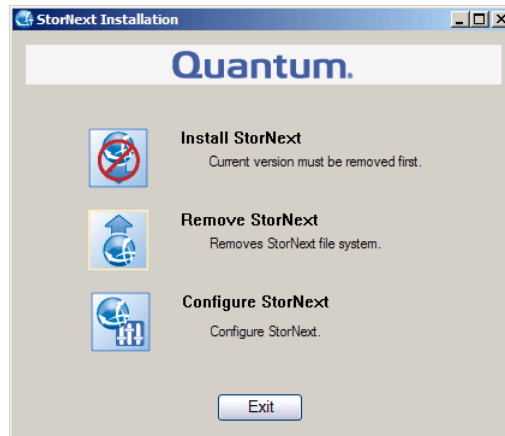 StorNext Installation
Quantum.
Install StorNext
Current version must be removed first.
Remove StorNext
Removes StorNext file system.
Configure StorNext
Configure StorNext.
Exit